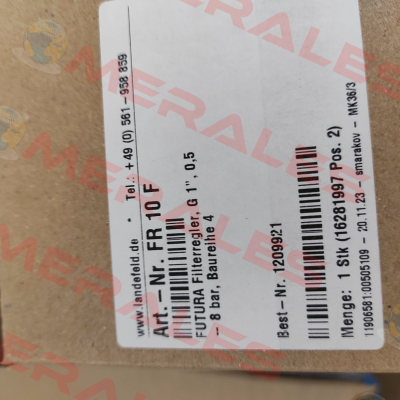 MERALES
www.landefeld.de • Tel.: +49 (0) 561-958 859
Art.-Nr. FR 10 F
FUTURA Filterregler, G 1", 0,5
- 8 bar, Baureihe 4
Best-Nr. 1209921
Menge: 1 Stk (16281997 Pos. 2)
11906581:00505109 - 20.11.23 - smarakov - MK36/3